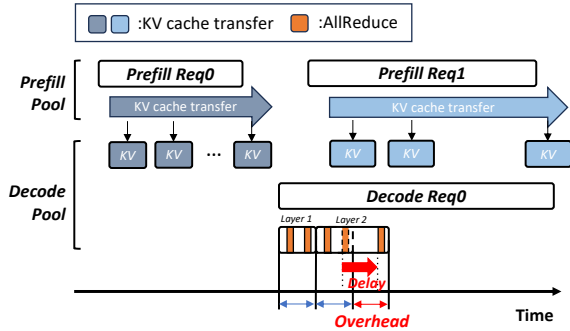 :KV cache transfer
:AllReduce
Prefill Req0
Prefill Req1
Prefill
Pool
KV cache transfer
KV cache transfer
KV
KV
...
KV
KV
KV
KV
Decode
Pool
Decode Req0
Layer 1
Layer 2
Delay
Time
Overhead